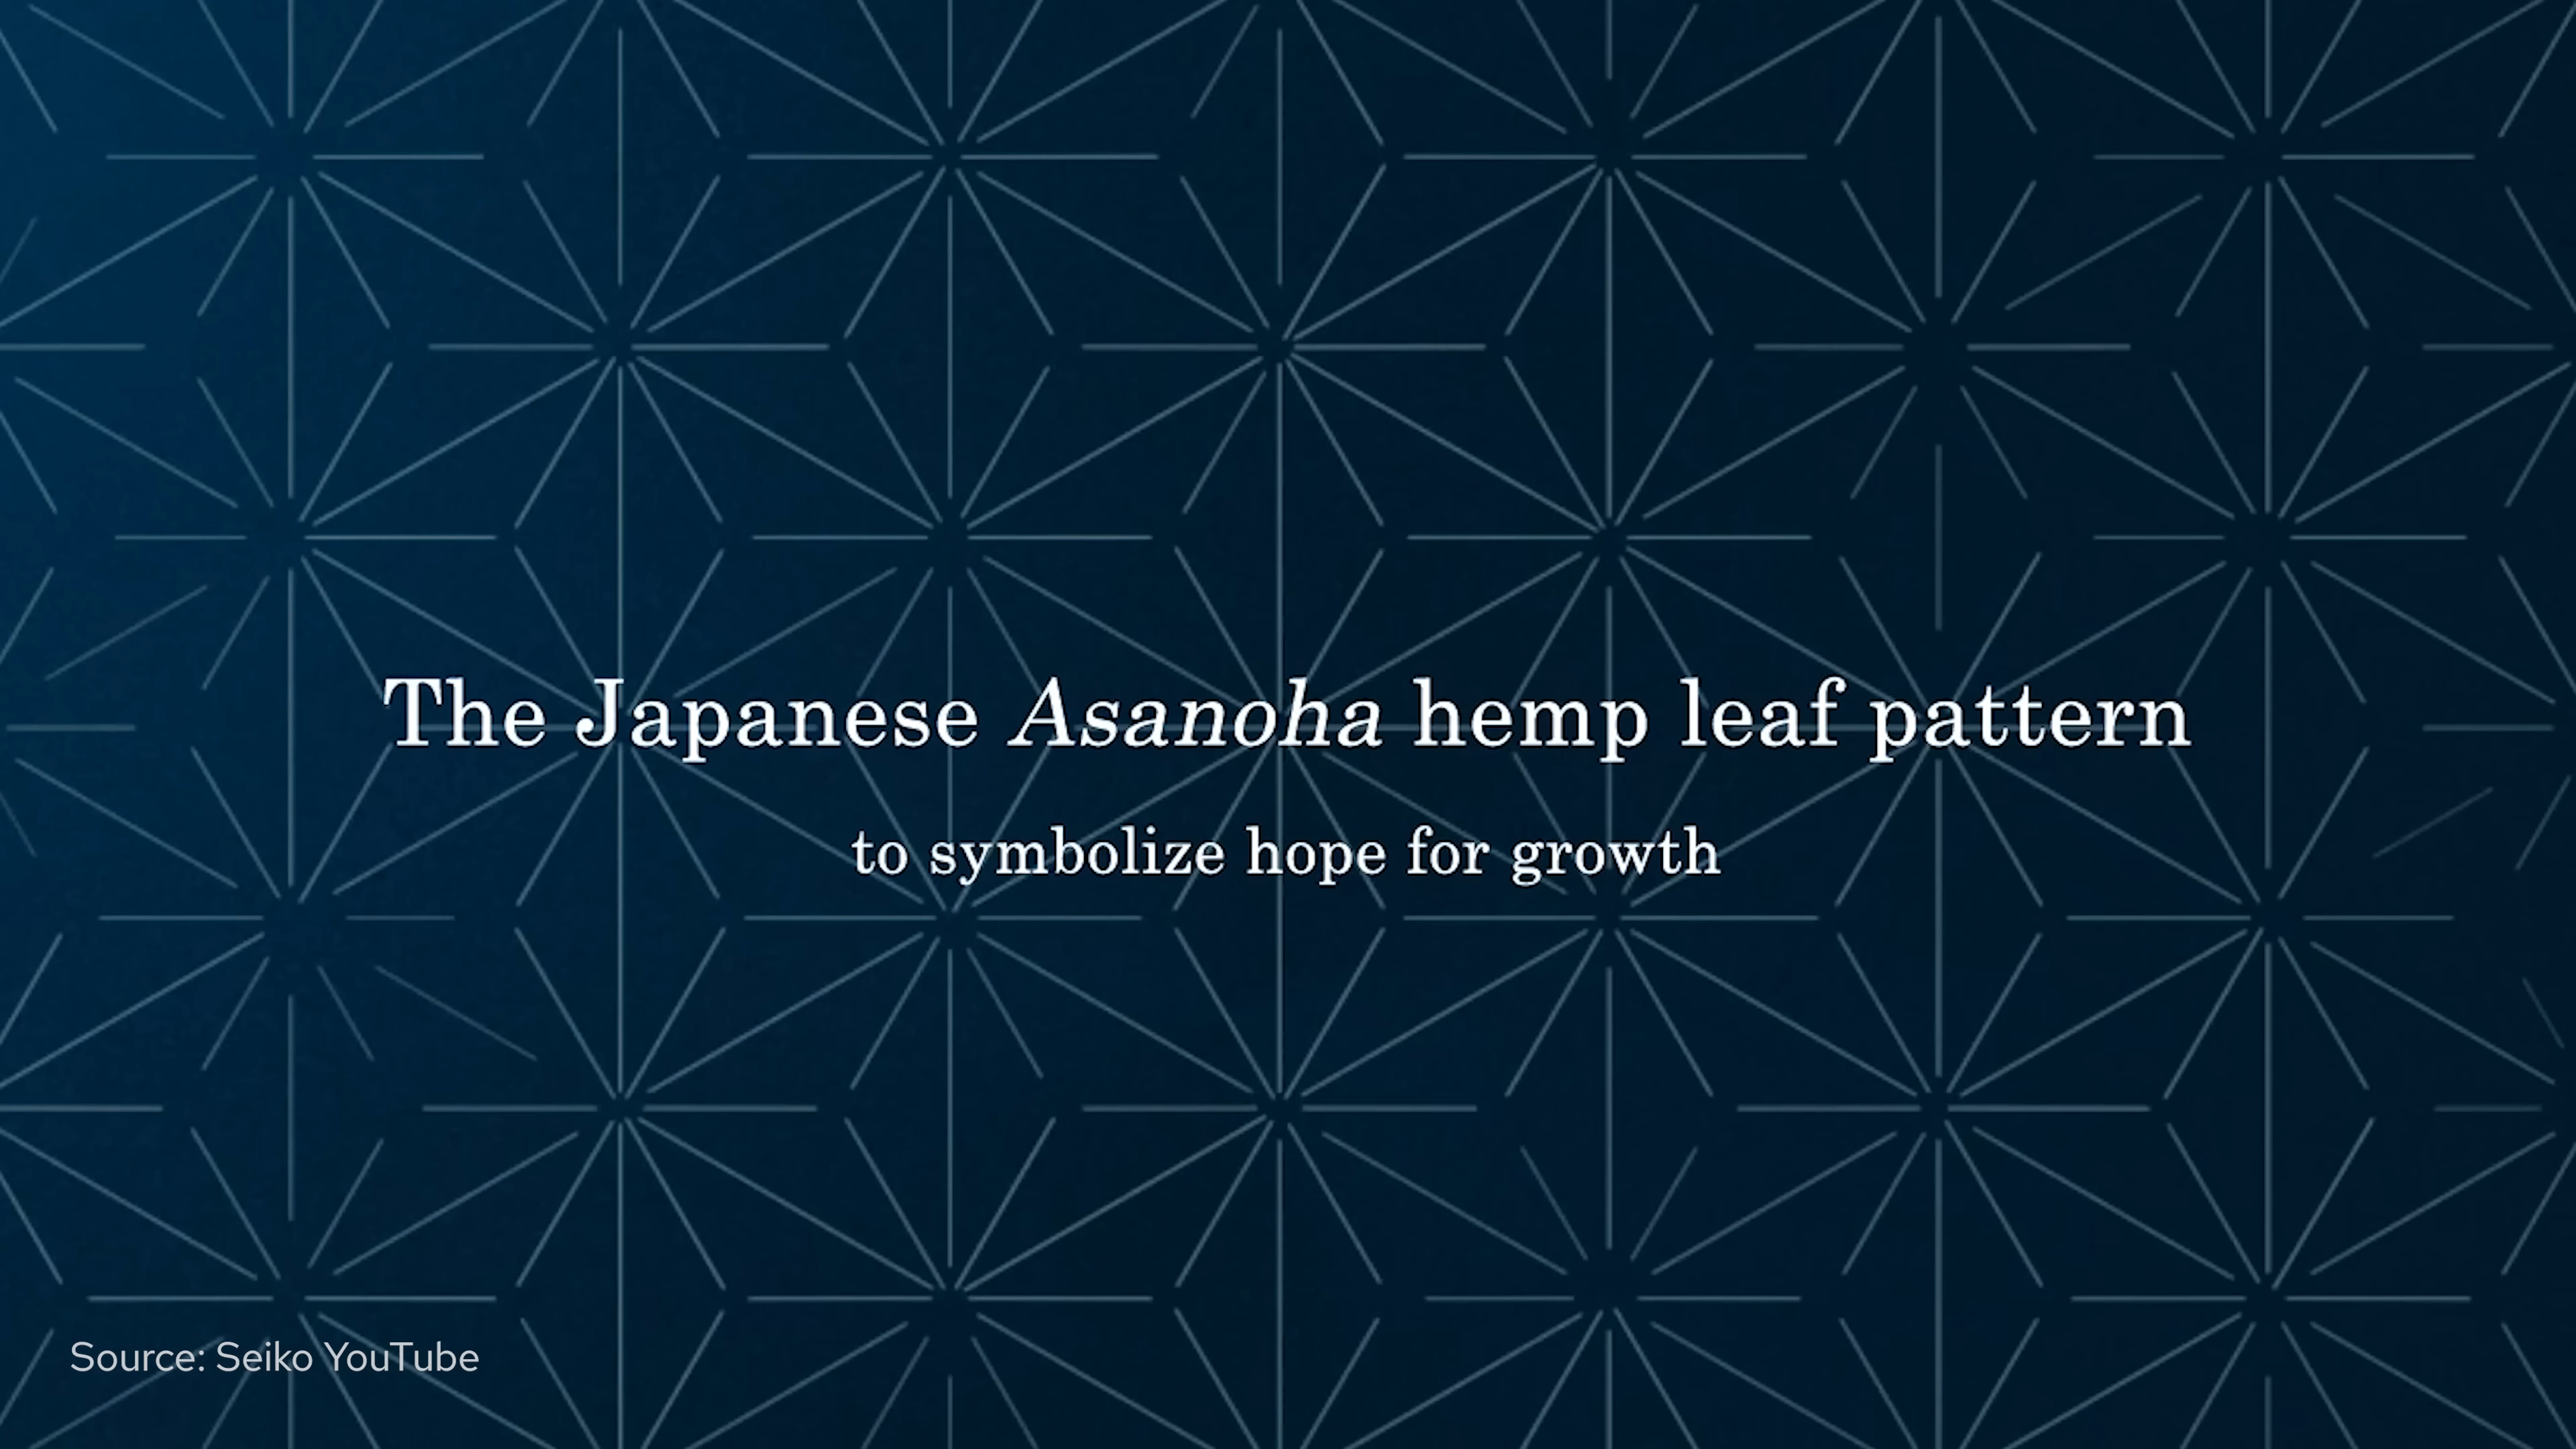 The Japanese Asanoha hemp leaf pattern
to symbolize hope for growth
Source: Seiko YouTube